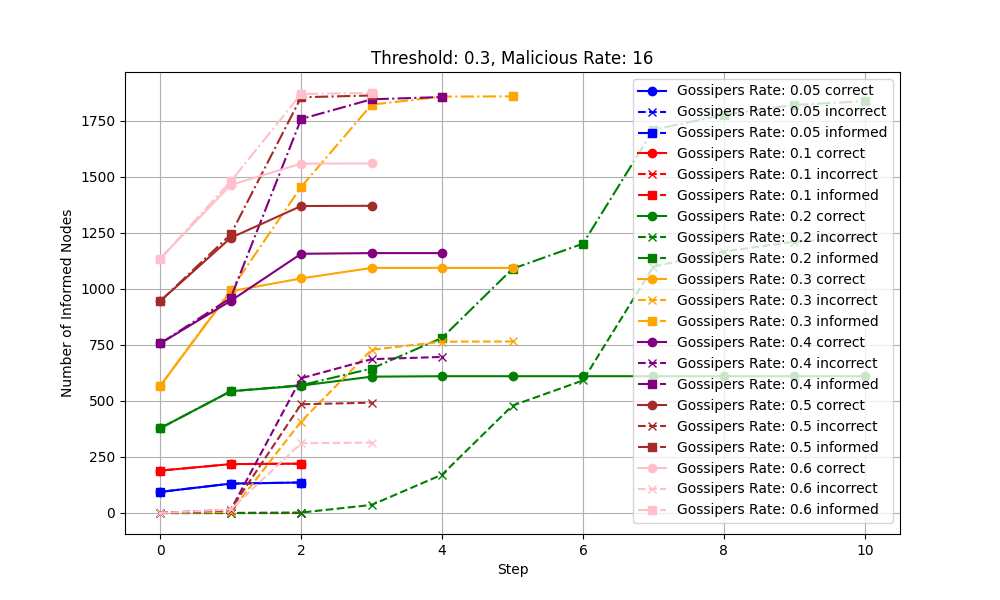 Threshold: 0.3, Malicious Rate: 16
Number of Informed Nodes
1750
1500
1250
1000
750
500
250
0
0
2
4
6
8
10
Step
Gossipers Rate: 0.05 correct
Gossipers Rate: 0.05 incorrect
Gossipers Rate: 0.05 informed
Gossipers Rate: 0.1 correct
Gossipers Rate: 0.1 incorrect
Gossipers Rate: 0.1 informed
Gossipers Rate: 0.2 correct
Gossipers Rate: 0.2 incorrect
Gossipers Rate: 0.2 informed
Gossipers Rate: 0.3 correct
Gossipers Rate: 0.3 incorrect
Gossipers Rate: 0.3 informed
Gossipers Rate: 0.4 correct
Gossipers Rate: 0.4 incorrect
Gossipers Rate: 0.4 informed
Gossipers Rate: 0.5 correct
Gossipers Rate: 0.5 incorrect
Gossipers Rate: 0.5 informed
Gossipers Rate: 0.6 correct
Gossipers Rate: 0.6 incorrect
Gossipers Rate: 0.6 informed